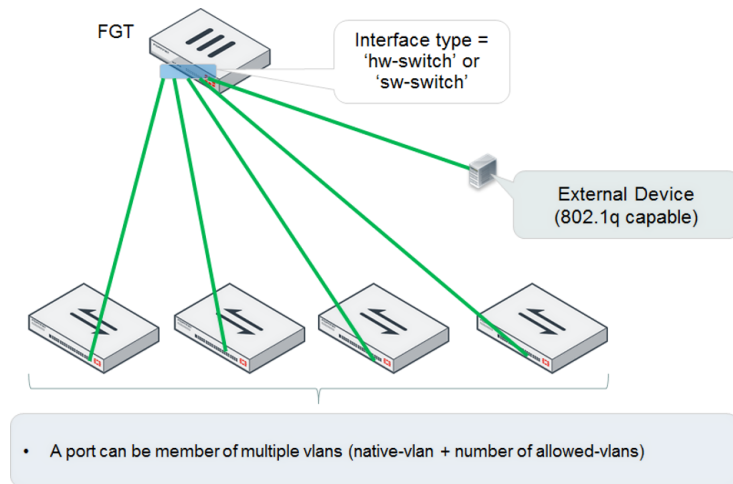 FGT
Interface type =
‘hw-switch’ or
‘sw-switch’
External Device
(802.1q capable)
• A port can be member of multiple vlans (native-vlan + number of allowed-vlans)